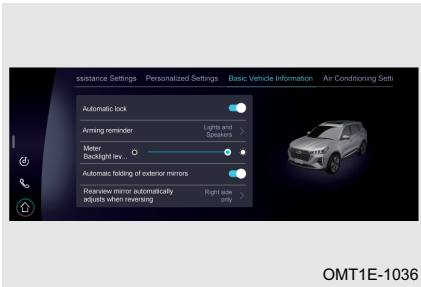 ssistance Settings Personalized Settings Basic Vehicle Information Air Conditioning Setti
Automatic lock
Arming reminder
Lights and
Speakers
Meter
Backlight lev...
Automaic folding of exterior mirrors
Rearview mirror automatically
adjusts when reversing
Right side
only
OMT1E-1036